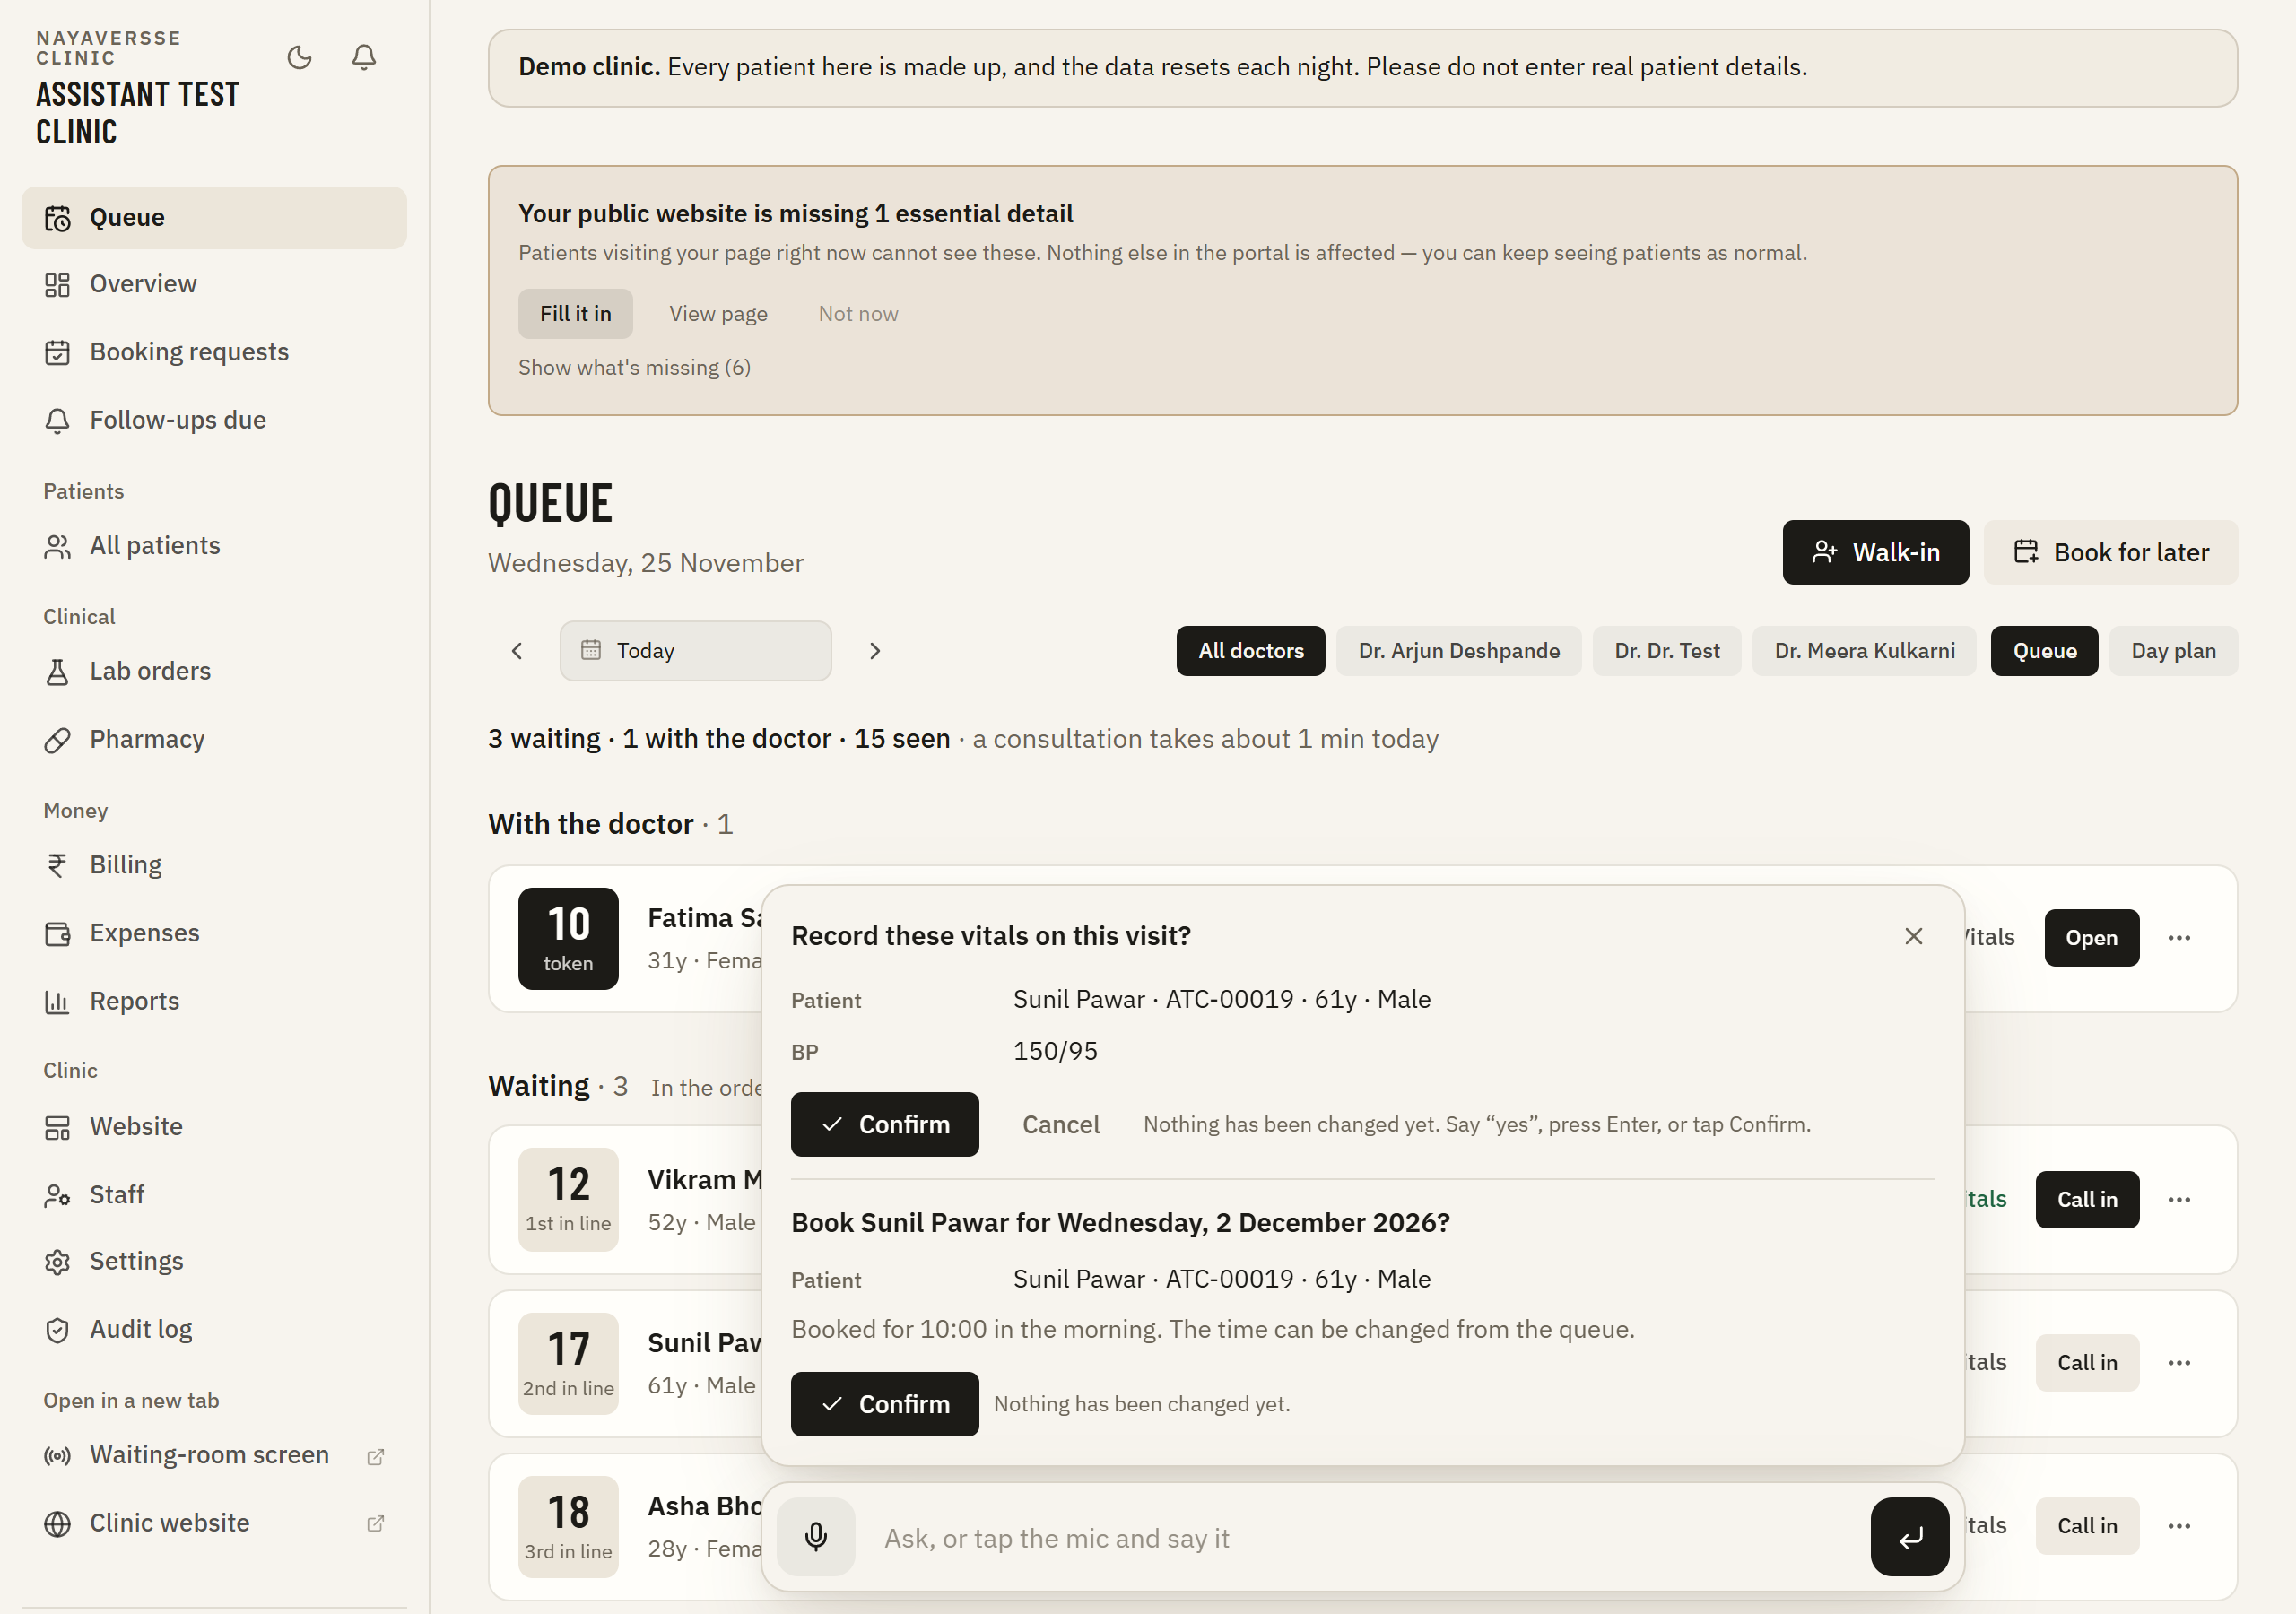 NAYAVERSSE
CLINIC
ASSISTANT TEST
CLINIC
Queue
Overview
Booking requests
Follow-ups due
Patients
All patients
Clinical
Lab orders
Pharmacy
Money
Billing
Expenses
Reports
Clinic
Website
Staff
Settings
Audit log
Open in a new tab
Waiting-room screen
Clinic website
Demo clinic. Every patient here is made up, and the data resets each night. Please do not enter real patient details.
Your public website is missing 1 essential detail
Patients visiting your page right now cannot see these. Nothing else in the portal is affected — you can keep seeing patients as normal.
Fill it in View page Not now
Show what's missing (6)
QUEUE
Wednesday, 25 November
Walk-in Book for later
Today
All doctors Dr. Arjun Deshpande Dr. Dr. Test Dr. Meera Kulkarni Queue Day plan
3 waiting · 1 with the doctor · 15 seen · a consultation takes about 1 min today
With the doctor · 1
10
token
Fatima
31y ·
Open
Record these vitals on this visit?
Patient Sunil Pawar · ATC-00019 · 61y · Male
BP 150/95
Confirm Cancel Nothing has been changed yet. Say “yes”, press Enter, or tap Confirm.
Book Sunil Pawar for Wednesday, 2 December 2026?
Patient Sunil Pawar · ATC-00019 · 61y · Male
Booked for 10:00 in the morning. The time can be changed from the queue.
Confirm Nothing has been changed yet.
Waiting · 3 In the
12
1st in line
Vikram
52y · Male
Call in
17
2nd in line
Sunil
61y · Male
Call in
18
3rd in line
Asha
28y ·
Call in
Ask, or tap the mic and say it